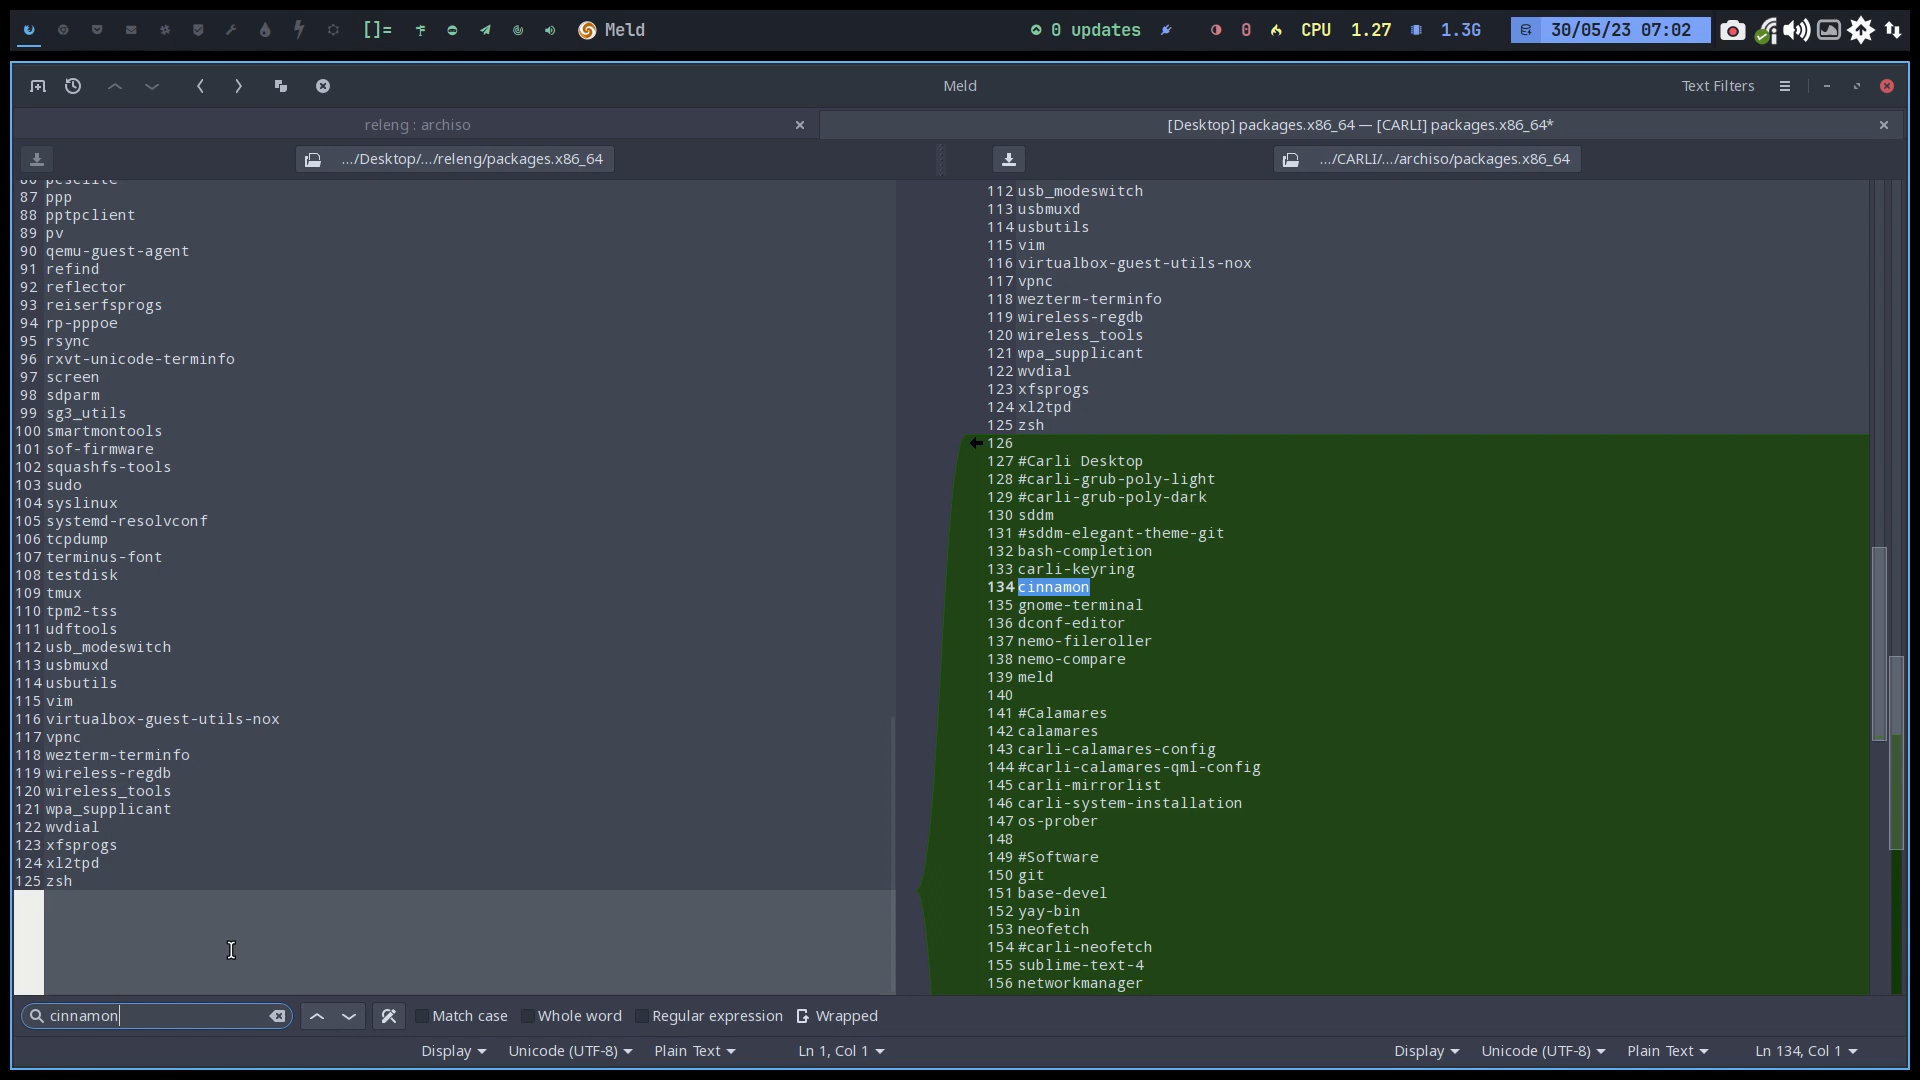 []= Meld 0 updates 0 CPU 1.27 1.3G 30/05/23 07:02
Meld Text Filters
releng : archiso [Desktop] packages.x86_64 — [CARLI] packages.x86_64*
.../Desktop/.../releng/packages.x86_64 .../CARLI/.../archiso/packages.x86_64
86 pcsclite
87 ppp
88 pptpclient
89 pv
90 qemu-guest-agent
91 refind
92 reflector
93 reiserfsprogs
94 rp-pppoe
95 rsync
96 rxvt-unicode-terminfo
97 screen
98 sdparm
99 sg3_utils
100 smartmontools
101 sof-firmware
102 squashfs-tools
103 sudo
104 syslinux
105 systemd-resolvconf
106 tcpdump
107 terminus-font
108 testdisk
109 tmux
110 tpm2-tss
111 udftools
112 usb_modeswitch
113 usbmuxd
114 usbutils
115 vim
116 virtualbox-guest-utils-nox
117 vpnc
118 wezterm-terminfo
119 wireless-regdb
120 wireless_tools
121 wpa_supplicant
122 wvdial
123 xfsprogs
124 xl2tpd
125 zsh
112 usb_modeswitch
113 usbmuxd
114 usbutils
115 vim
116 virtualbox-guest-utils-nox
117 vpnc
118 wezterm-terminfo
119 wireless-regdb
120 wireless_tools
121 wpa_supplicant
122 wvdial
123 xfsprogs
124 xl2tpd
125 zsh
126
127 #Carli Desktop
128 #carli-grub-poly-light
129 #carli-grub-poly-dark
130 sddm
131 #sddm-elegant-theme-git
132 bash-completion
133 carli-keyring
134 cinnamon
135 gnome-terminal
136 dconf-editor
137 nemo-fileroller
138 nemo-compare
139 meld
140
141 #Calamares
142 calamares
143 carli-calamares-config
144 #carli-calamares-qml-config
145 carli-mirrorlist
146 carli-system-installation
147 os-prober
148
149 #Software
150 git
151 base-devel
152 yay-bin
153 neofetch
154 #carli-neofetch
155 sublime-text-4
156 networkmanager
cinnamon Match case Whole word Regular expression Wrapped
Display Unicode (UTF-8) Plain Text Ln 1, Col 1 Display Unicode (UTF-8) Plain Text Ln 134, Col 1